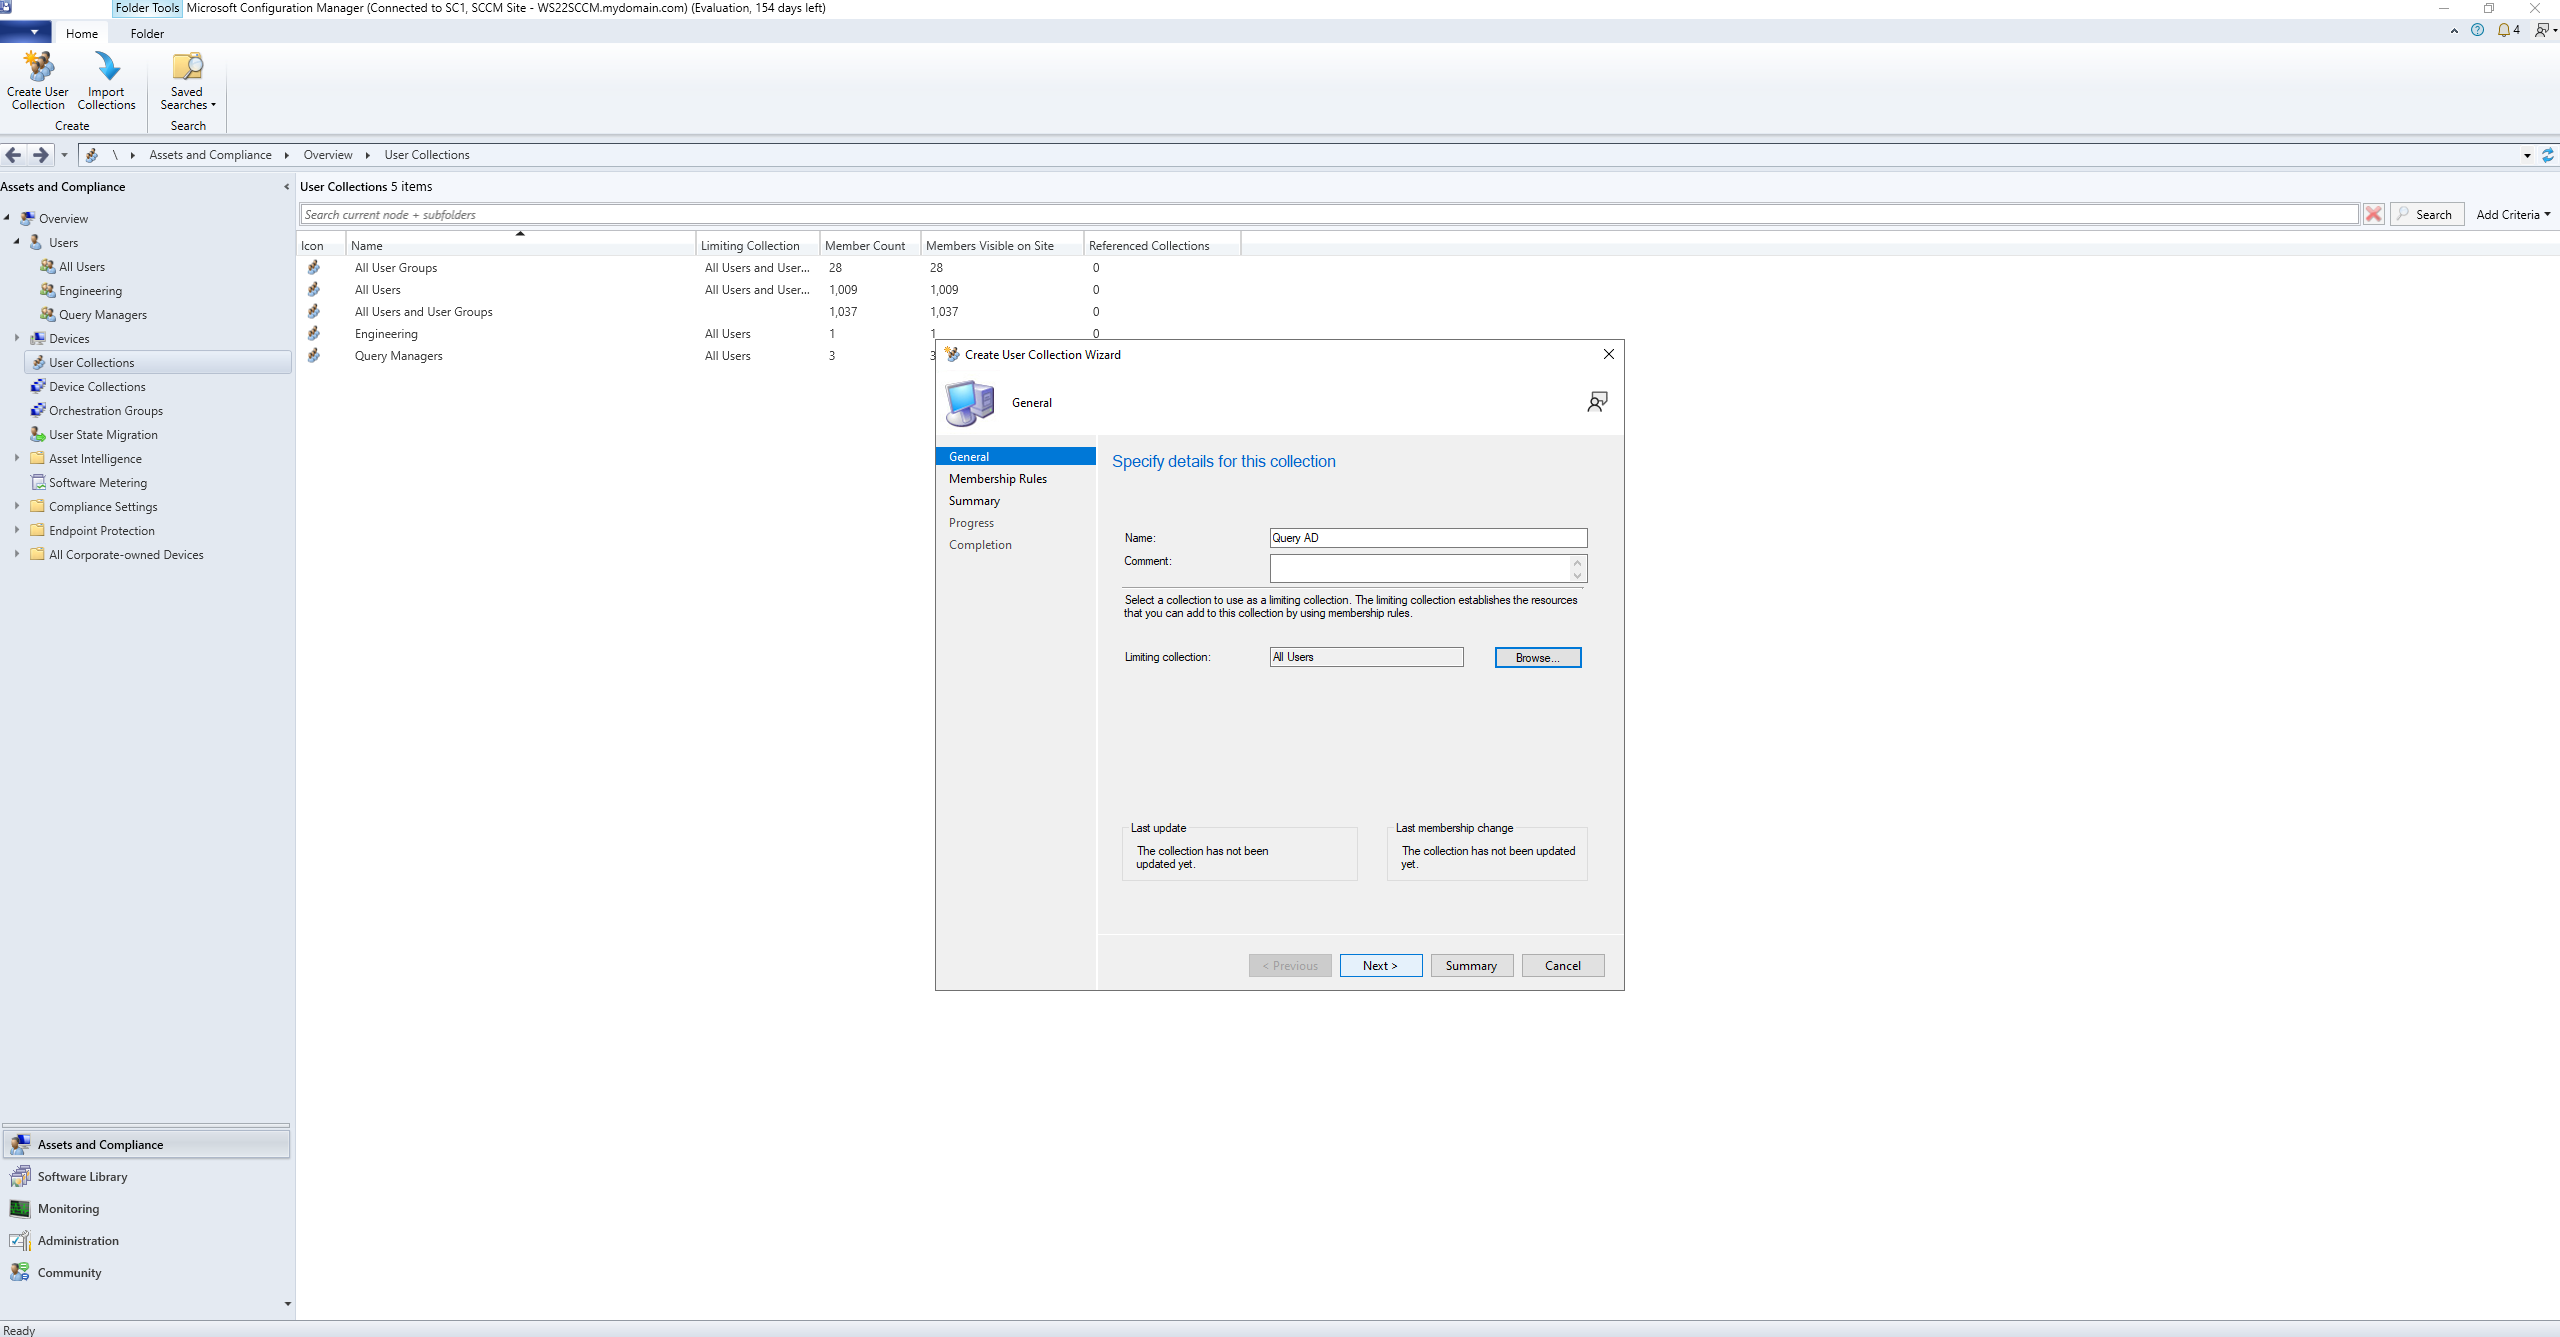 Folder Tools
Microsoft Configuration Manager (Connected to SC1, SCCM Site - WS22SCCM.mydomain.com) (Evaluation, 154 days left)
Home
Folder
4
Create User Collection
Import Collections
Saved Searches
Create
Search
\
Assets and Compliance
Overview
User Collections
Assets and Compliance
Overview
Users
All Users
Engineering
Query Managers
Devices
User Collections
Device Collections
Orchestration Groups
User State Migration
Asset Intelligence
Software Metering
Compliance Settings
Endpoint Protection
All Corporate-owned Devices
Assets and Compliance
Software Library
Monitoring
Administration
Community
User Collections 5 items
Search current node + subfolders
Search
Add Criteria
Icon Name Limiting Collection Member Count Members Visible on Site Referenced Collections
All User Groups All Users and User... 28 28 0
All Users All Users and User... 1,009 1,009 0
All Users and User Groups 1,037 1,037 0
Engineering All Users 1 1 0
Query Managers All Users 3 3
Create User Collection Wizard
General
General
Membership Rules
Summary
Progress
Completion
Specify details for this collection
Name: Query AD
Comment:
Select a collection to use as a limiting collection. The limiting collection establishes the resources
that you can add to this collection by using membership rules.
Limiting collection: All Users Browse...
Last update
The collection has not been
updated yet.
Last membership change
The collection has not been updated
yet.
< Previous
Next >
Summary
Cancel
Ready